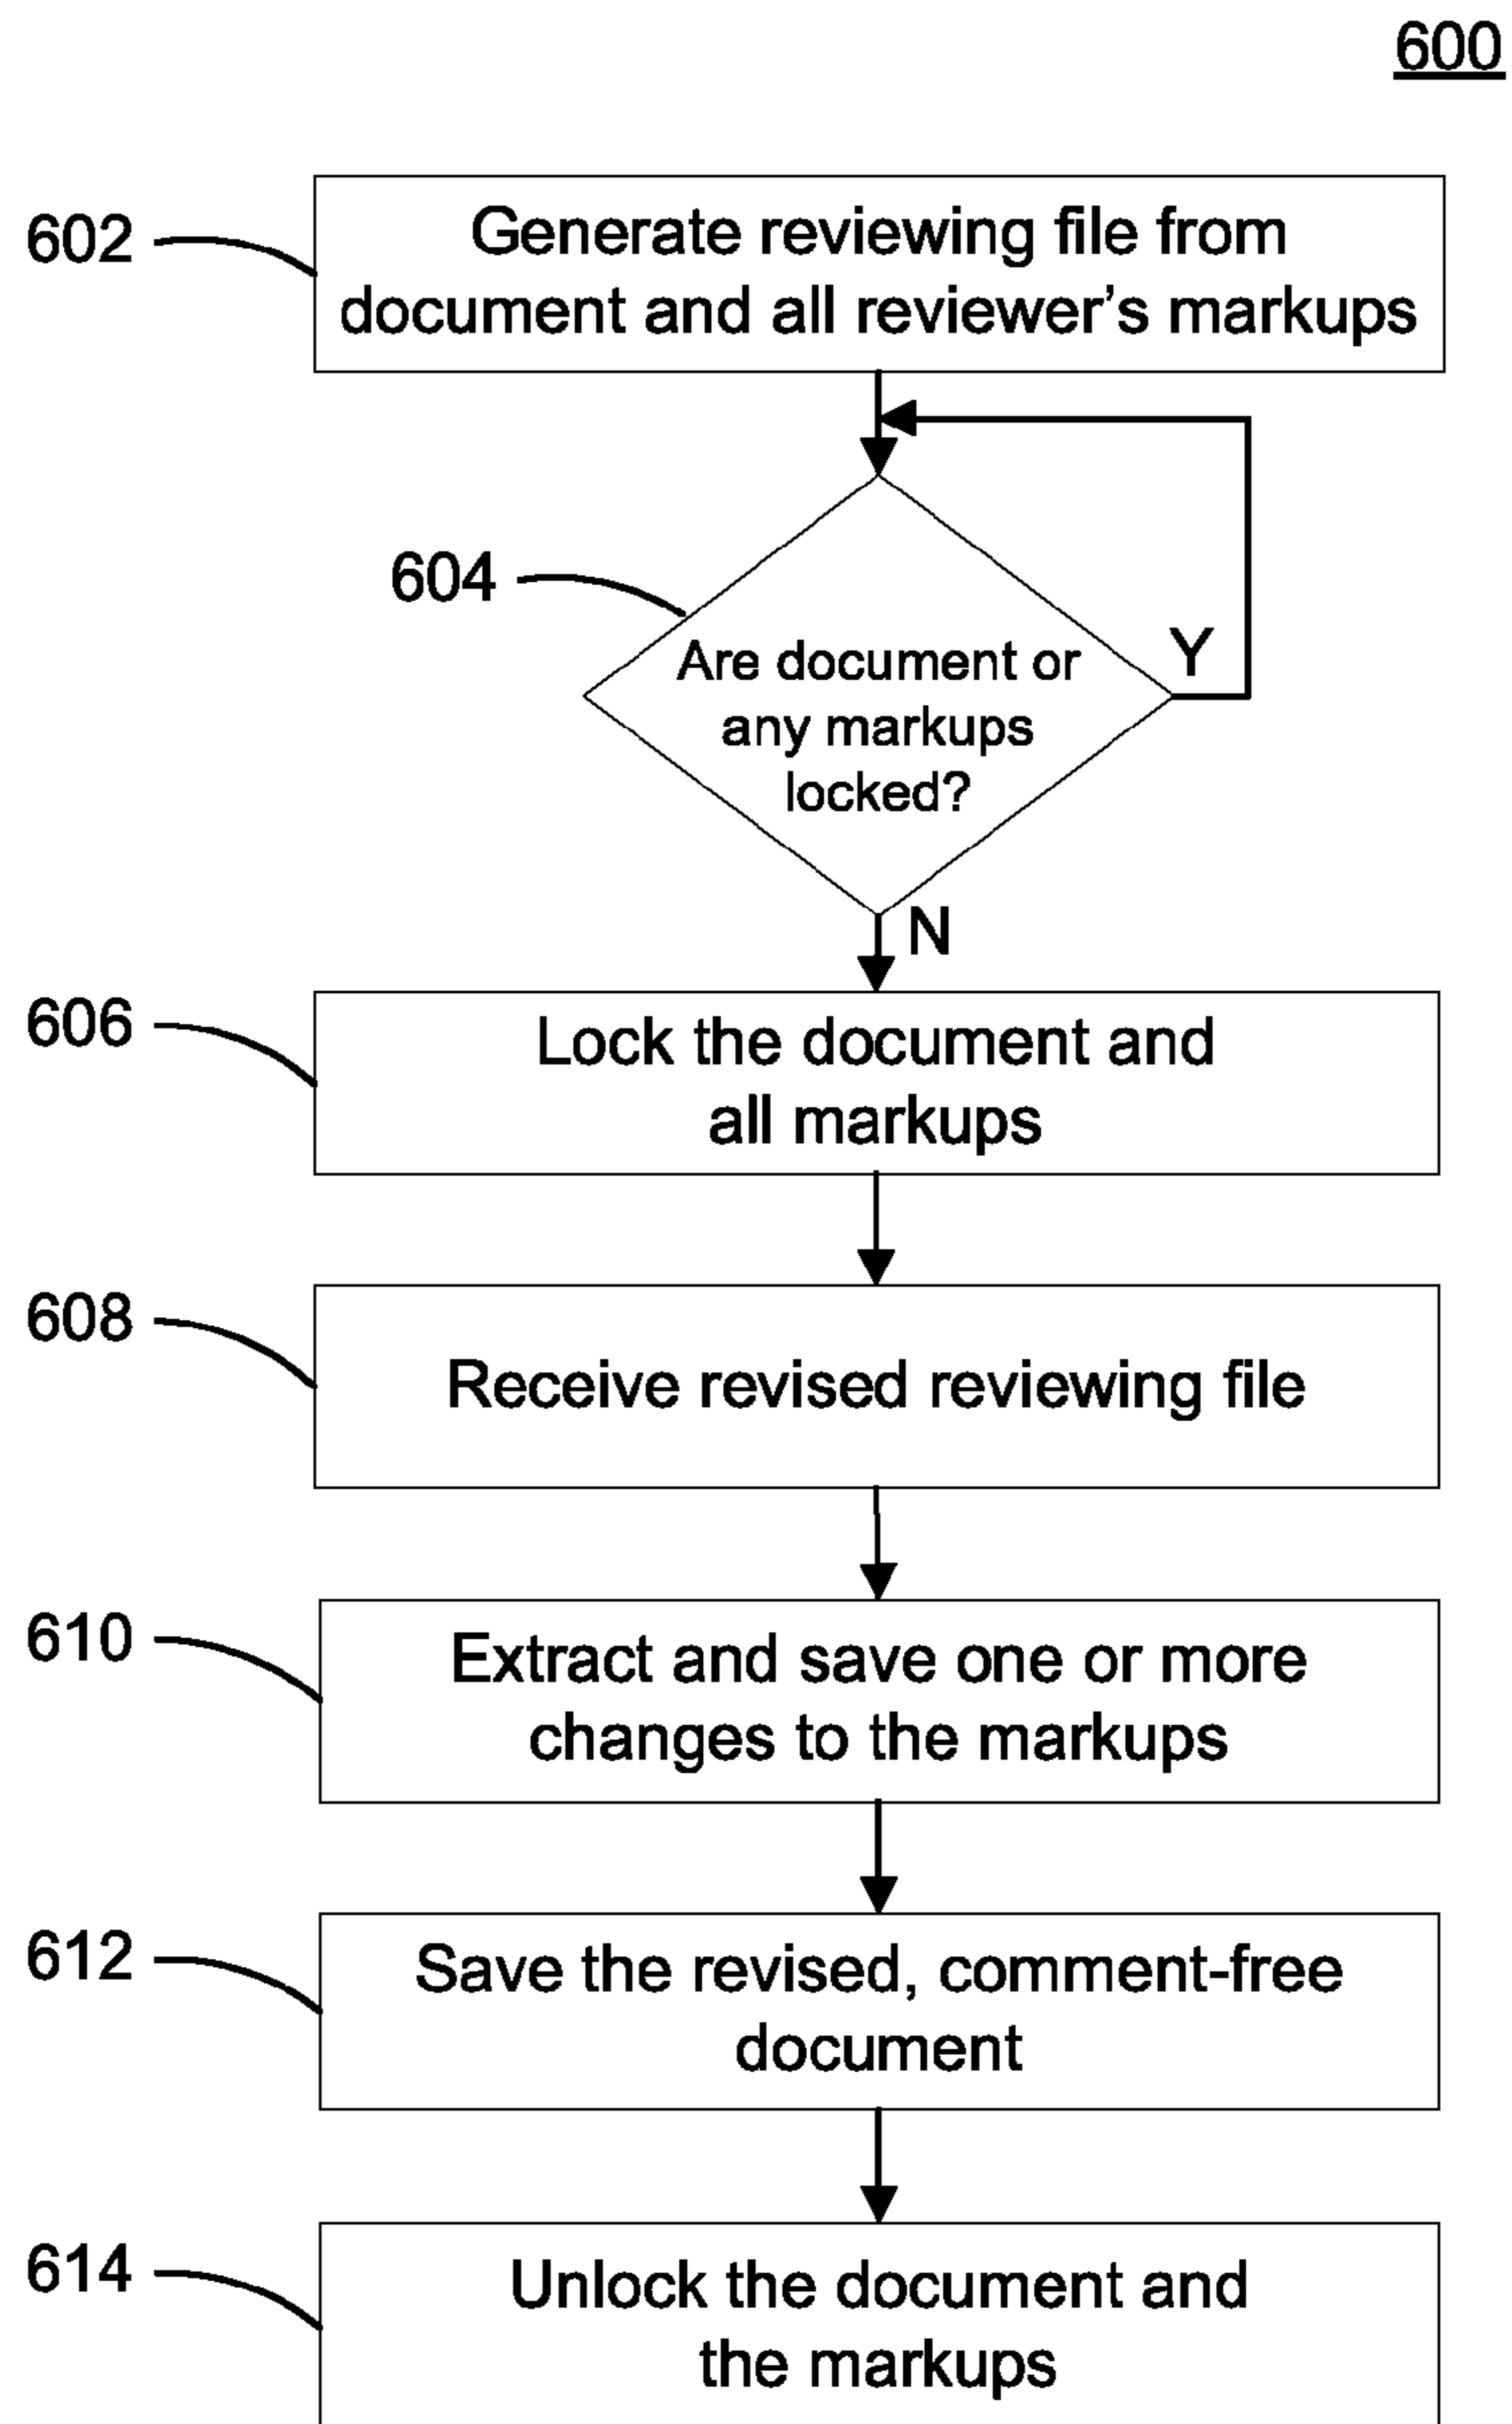 600
602
Generate reviewing file from
document and all reviewer’s markups
604
Are document or
any markups
locked?
Y
N
606
Lock the document and
all markups
608
Receive revised reviewing file
610
Extract and save one or more
changes to the markups
612
Save the revised, comment-free
document
614
Unlock the document and
the markups